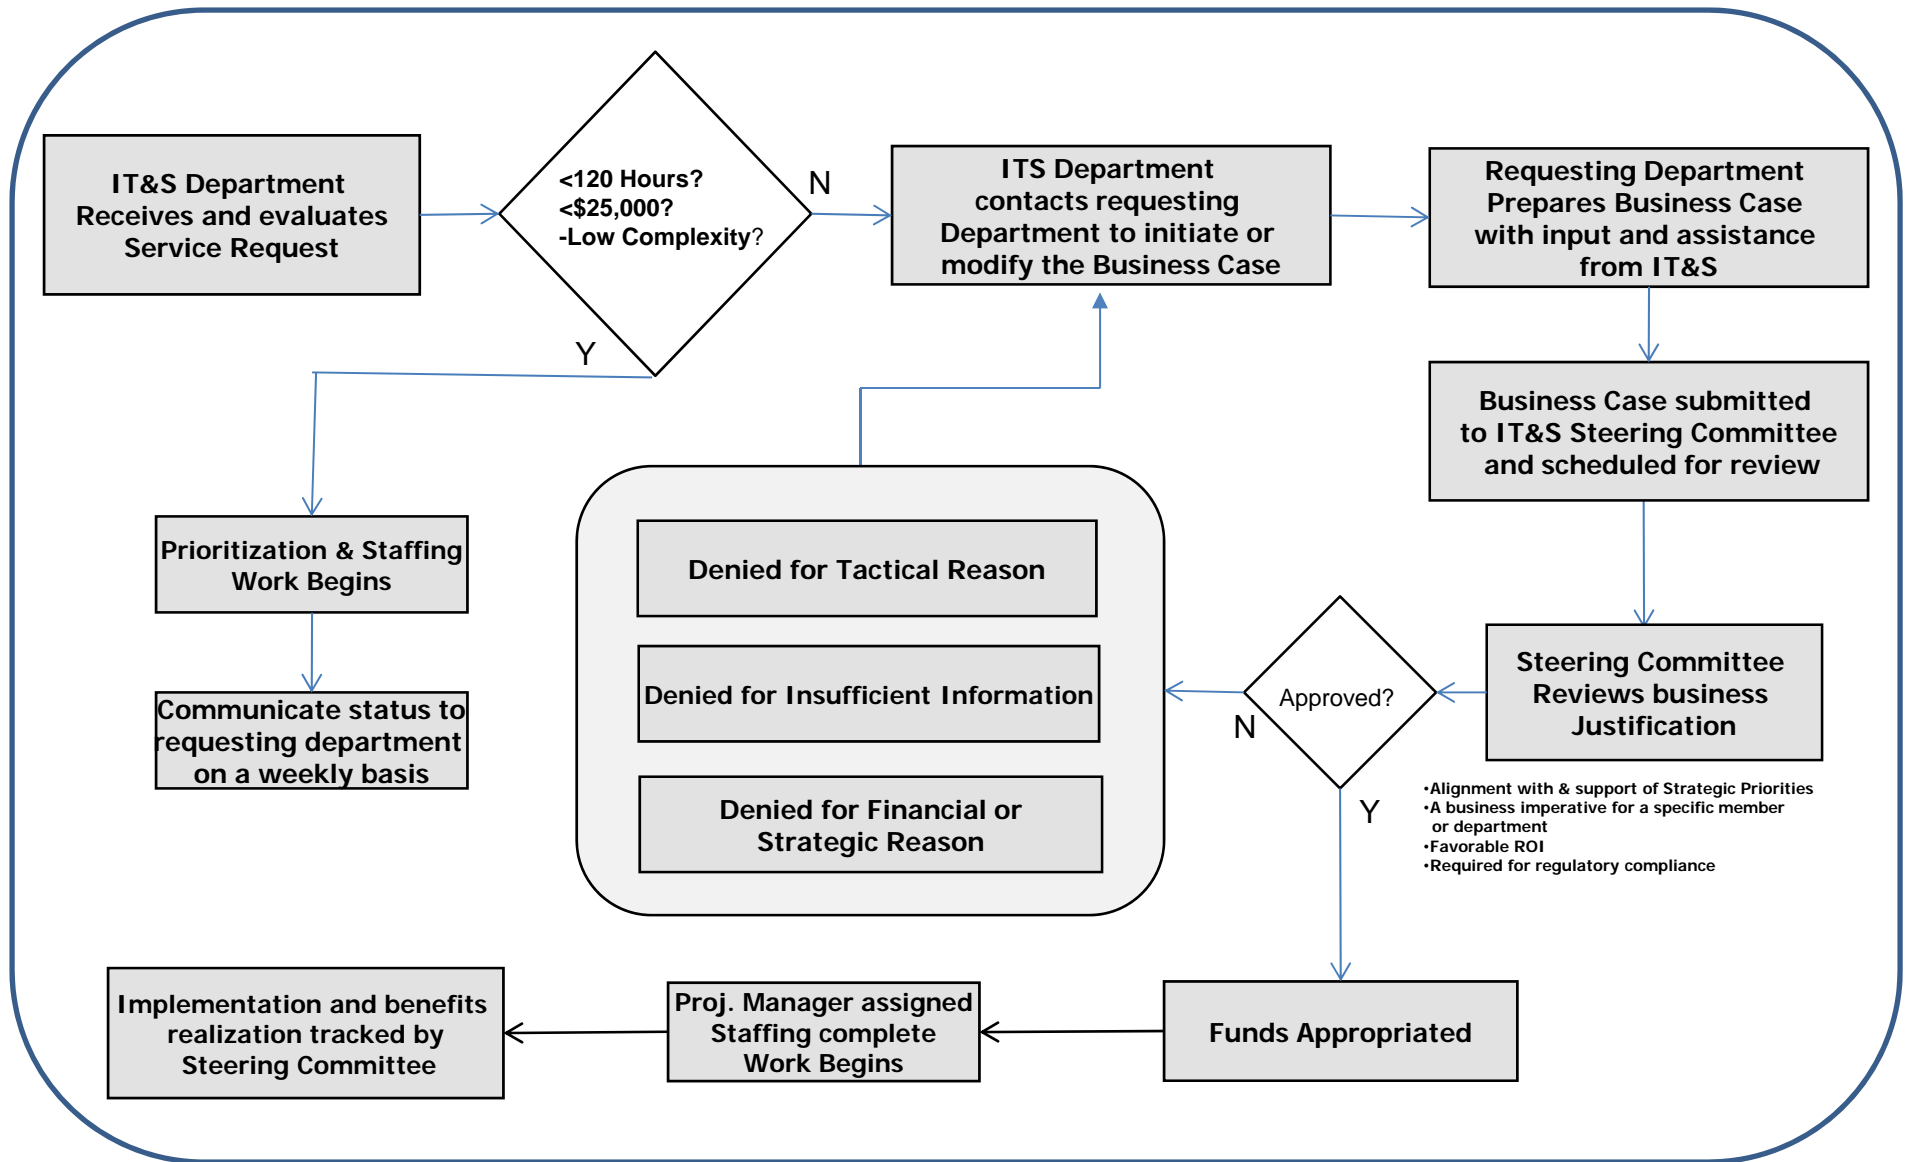 IT&S Department
Receives and evaluates
Service Request
<120 Hours?
<$25,000?
-Low Complexity?
N
Y
ITS Department
contacts requesting
Department to initiate or
modify the Business Case
Requesting Department
Prepares Business Case
with input and assistance
from IT&S
Business Case submitted
to IT&S Steering Committee
and scheduled for review
Prioritization & Staffing
Work Begins
Communicate status to
requesting department
on a weekly basis
Denied for Tactical Reason
Denied for Insufficient Information
Denied for Financial or
Strategic Reason
Approved?
N
Y
Steering Committee
Reviews business
Justification
•Alignment with & support of Strategic Priorities
•A business imperative for a specific member
or department
•Favorable ROI
•Required for regulatory compliance
Implementation and benefits
realization tracked by
Steering Committee
Proj. Manager assigned
Staffing complete
Work Begins
Funds Appropriated